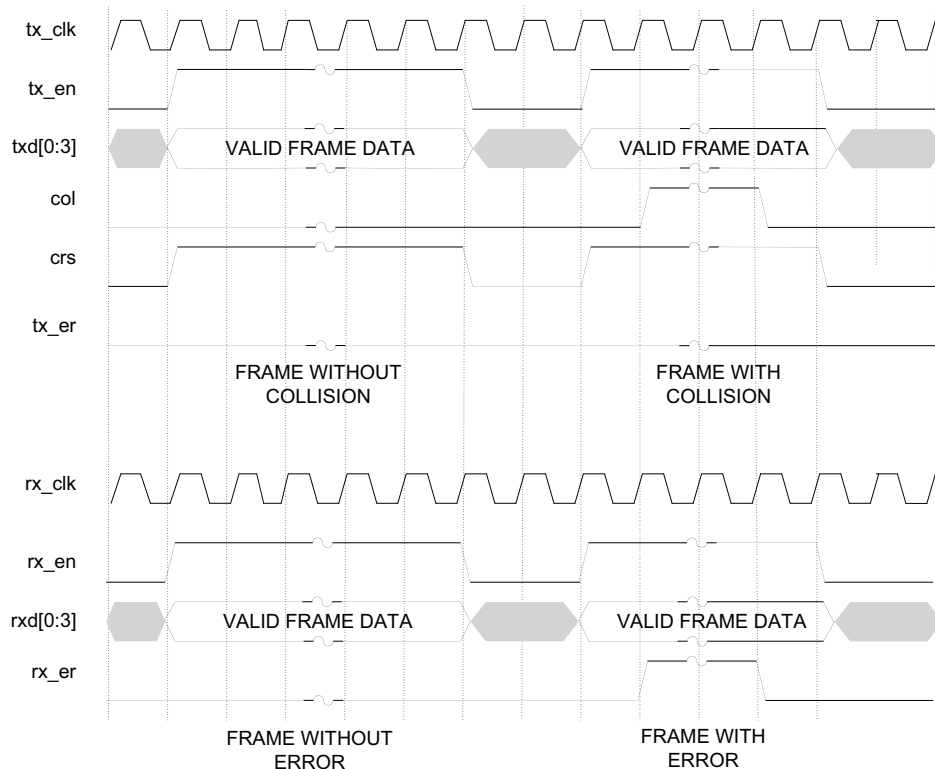 tx_clk
tx_en
txd[0:3]
VALID FRAME DATA
VALID FRAME DATA
col
crs
tx_er
FRAME WITHOUT
COLLISION
FRAME WITH
COLLISION
rx_clk
rx_en
rxd[0:3]
VALID FRAME DATA
VALID FRAME DATA
rx_er
FRAME WITHOUT
ERROR
FRAME WITH
ERROR